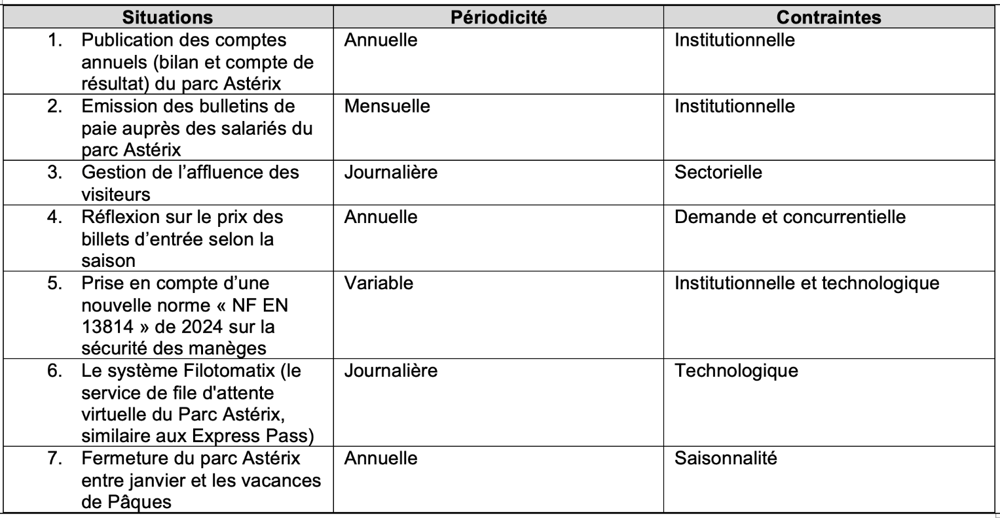 Situations Périodicité Contraintes
1. Publication des comptes Annuelle Institutionnelle
annuels (bilan et compte de
résultat) du parc Astérix
2. Emission des bulletins de Mensuelle Institutionnelle
paie auprès des salariés du
parc Astérix
3. Gestion de l’affluence des Journalière Sectorielle
visiteurs
4. Réflexion sur le prix des Annuelle Demande et concurrentielle
billets d’entrée selon la
saison
5. Prise en compte d’une Variable Institutionnelle et technologique
nouvelle norme « NF EN
13814 » de 2024 sur la
sécurité des manèges
6. Le système Filotomatix (le Journalière Technologique
service de file d'attente
virtuelle du Parc Astérix,
similaire aux Express Pass)
7. Fermeture du parc Astérix Annuelle Saisonnalité
entre janvier et les vacances
de Pâques